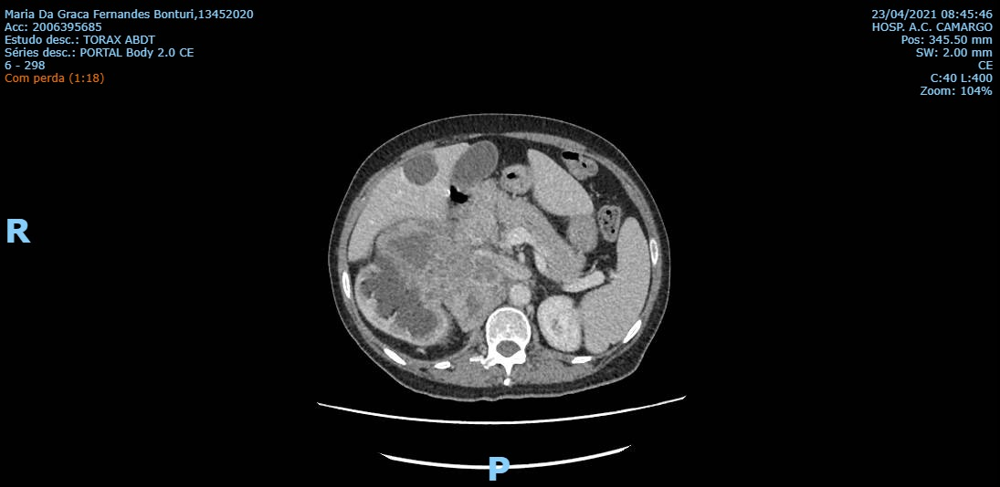 Maria Da Graca Fernandes Bonturi,13452020
Acc: 2006395685
Estudo desc.: TORAX ABDT
Séries desc.: PORTAL Body 2.0 CE
6 - 298
Com perda (1:18)
23/04/2021 08:45:46
HOSP. A.C. CAMARGO
Pos: 345.50 mm
SW: 2.00 mm
CE
C:40 L:400
Zoom: 104%
R
P